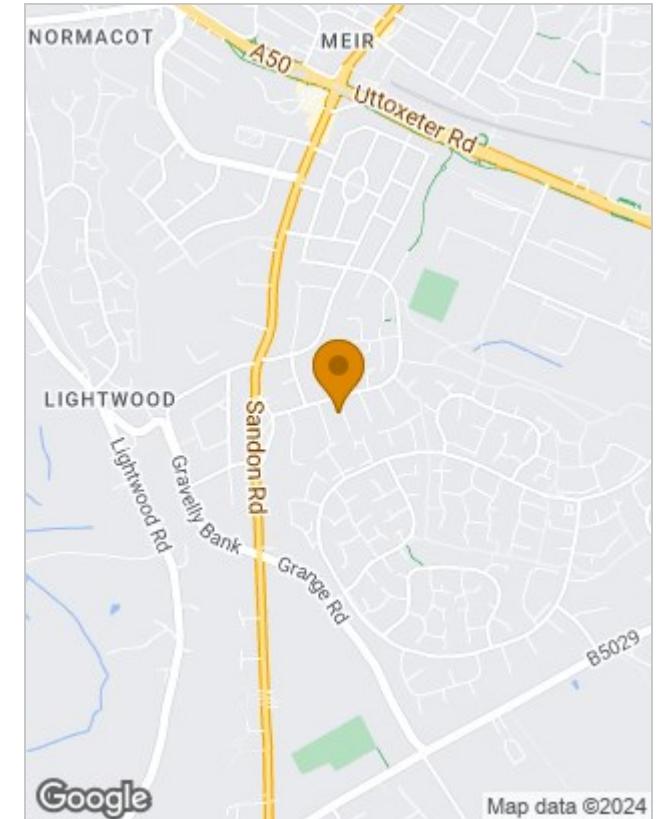 NORMACOT
MEIR
A50
Uttoxeter Rd
LIGHTWOOD
Sandon Rd
Lightwood Rd
Gravelly Bank
Grange Rd
B5029
Google
Map data ©2024